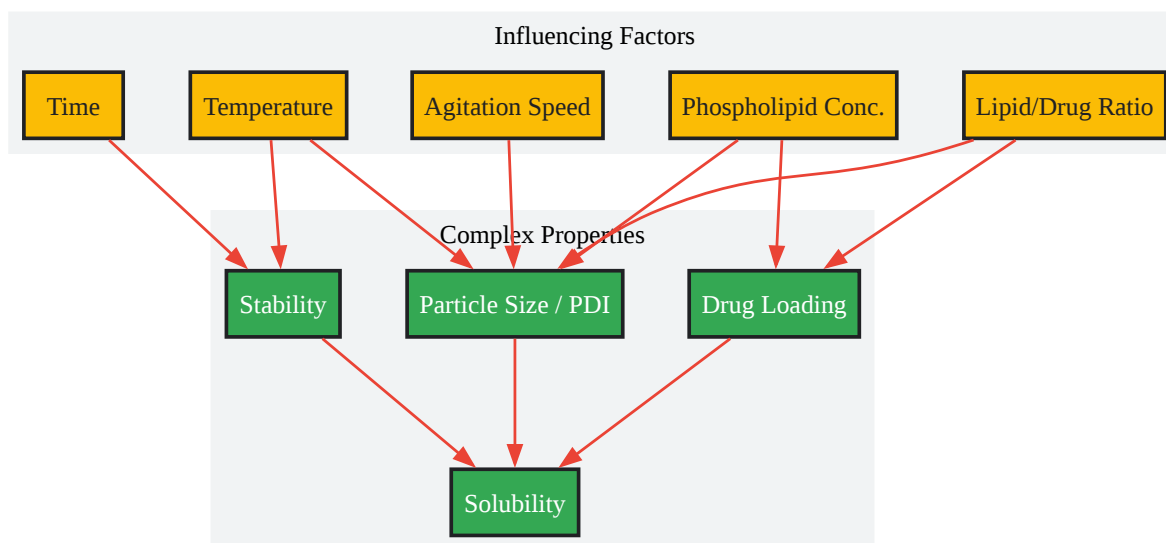 Influencing Factors
Time
Temperature
Agitation Speed
Phospholipid Conc.
Lipid/Drug Ratio
Complex Properties
Stability
Particle Size / PDI
Drug Loading
Solubility